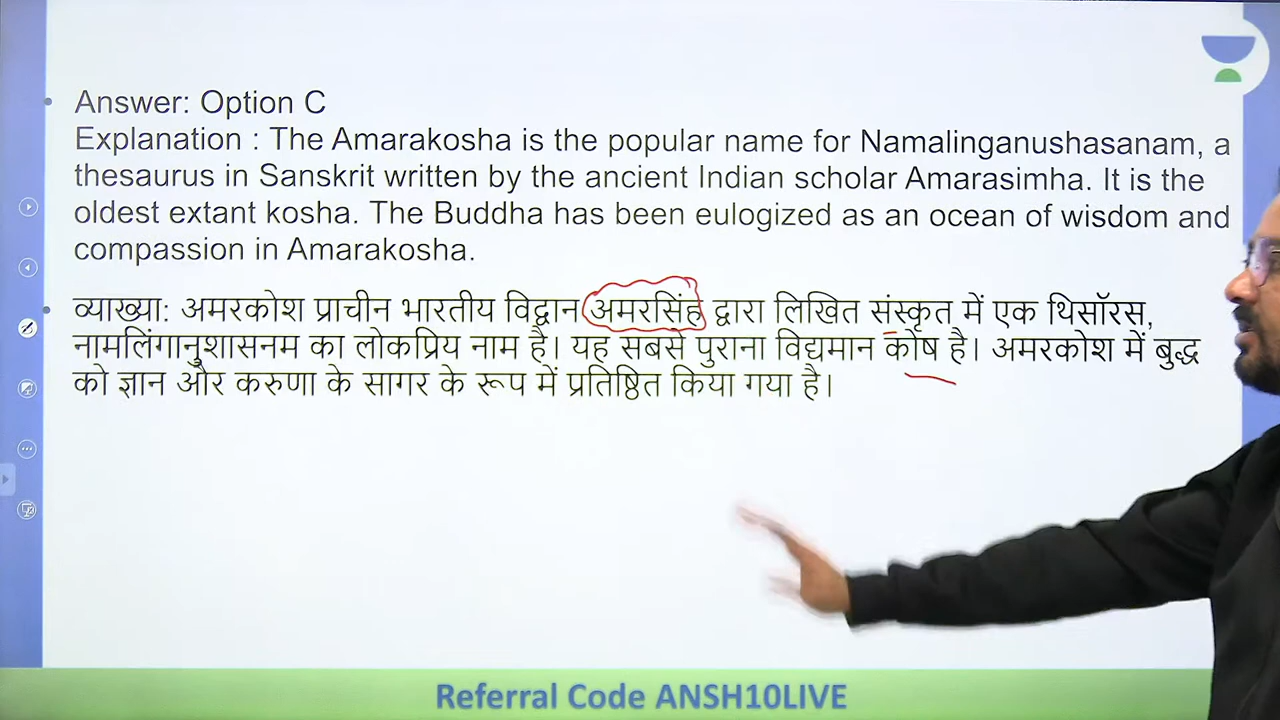 Answer: Option C
Explanation : The Amarakosha is the popular name for Namalinganushasanam, a
thesaurus in Sanskrit written by the ancient Indian scholar Amarasimha. It is the
oldest extant kosha. The Buddha has been eulogized as an ocean of wisdom and
compassion in Amarakosha.
व्याख्या: अमरकोश प्राचीन भारतीय विद्वान अमरसिंह द्वारा लिखित संस्कृत में एक थिसॉरस,
नामलिंगानुशासनम का लोकप्रिय नाम है। यह सबसे पुराना विद्यमान कोष है। अमरकोश में बुद्ध
को ज्ञान और करुणा के सागर के रूप में प्रतिष्ठित किया गया है।
Referral Code ANSH10LIVE